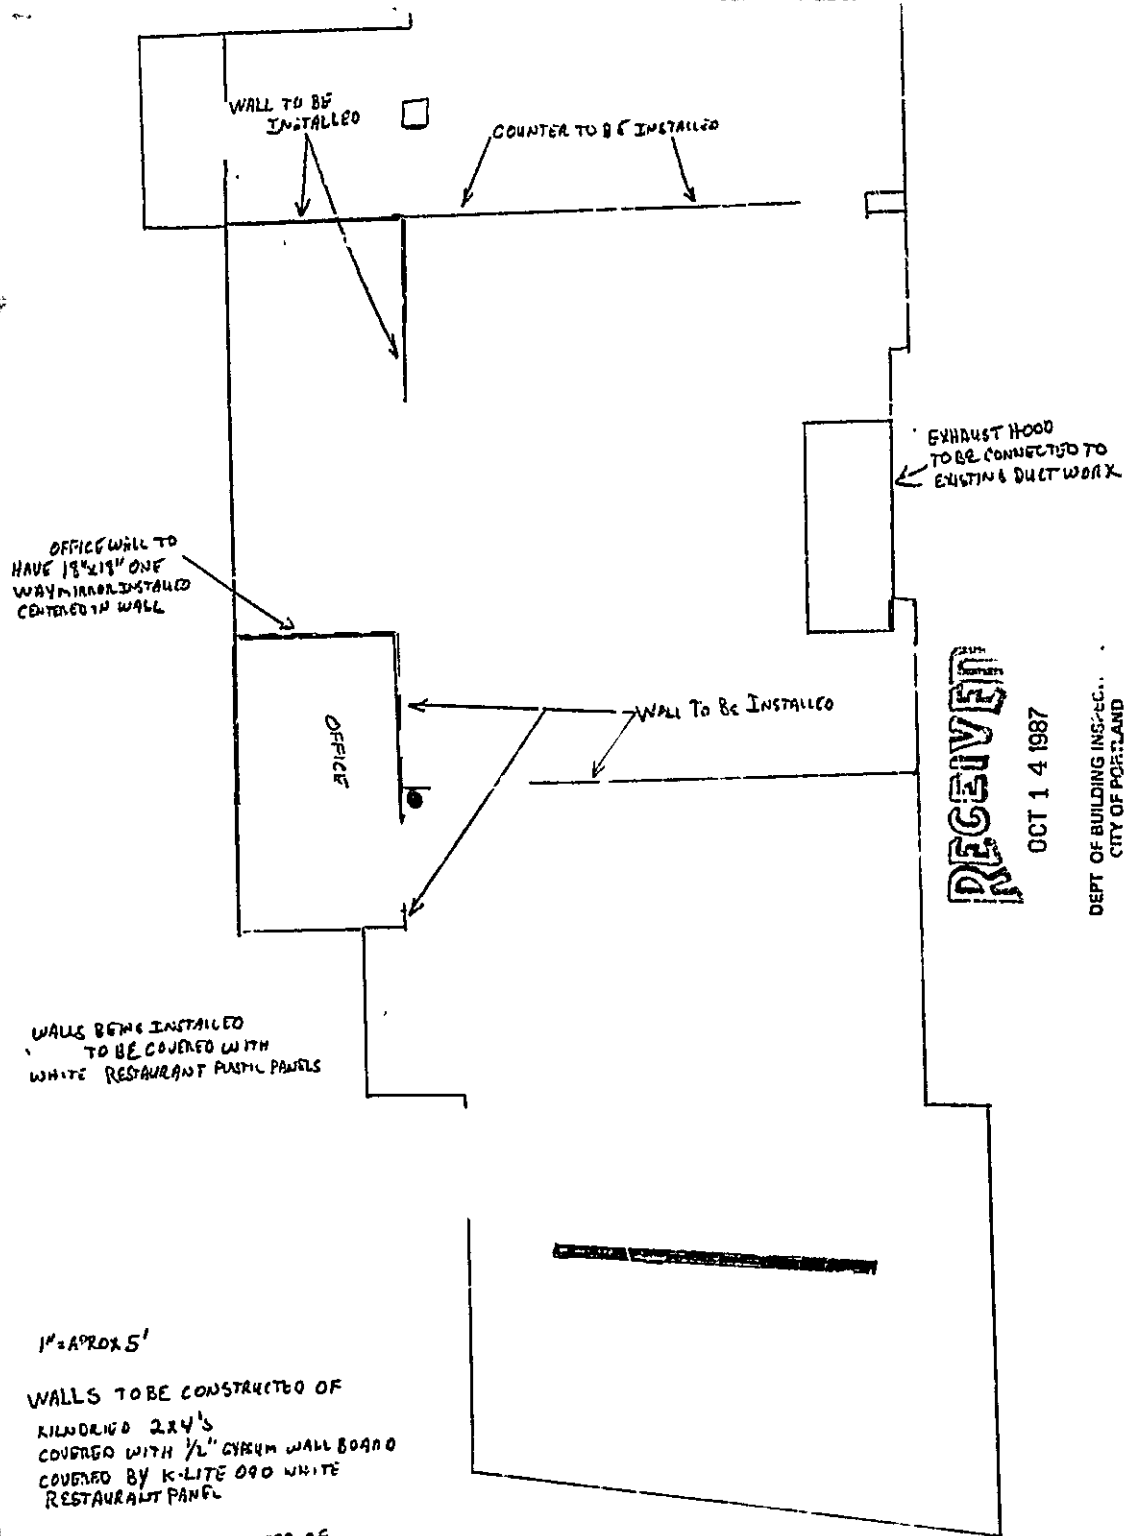 WALL TO BE
INSTALLED
COUNTER TO BE INSTALLED
EXHAUST HOOD
TO BE CONNECTED TO
EXISTING DUCT WORK
OFFICE WALL TO
HAVE 18"x18" ONE
WAY MIRROR INSTALLED
CENTERED IN WALL
OFFICE
WALL TO BE INSTALLED
RECEIVED
OCT 14 1987
DEPT OF BUILDING INSPECT
CITY OF PORTLAND
WALLS BEING INSTALLED
TO BE COVERED WITH
WHITE RESTAURANT PLASTIC PANELS
1"=APROX 5'
WALLS TO BE CONSTRUCTED OF
KILNDRIED 2x4'S
COVERED WITH 1/2" GYPSUM WALL BOARD
COVERED BY K-LITE 090 WHITE
RESTAURANT PANEL